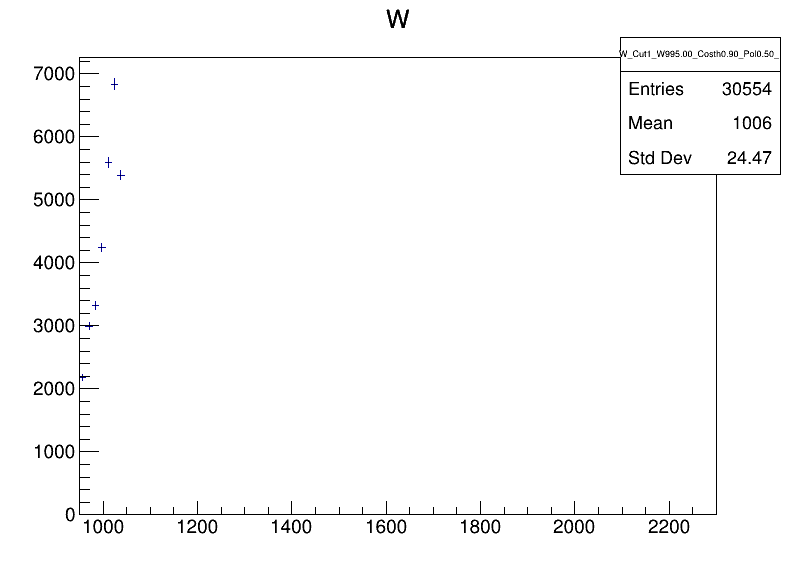 W
W_Cut1_W995.00_Costh0.90_Pol0.50_
Entries 30554
Mean 1006
Std Dev 24.47
7000
6000
5000
4000
3000
2000
1000
0
1000 1200 1400 1600 1800 2000 2200